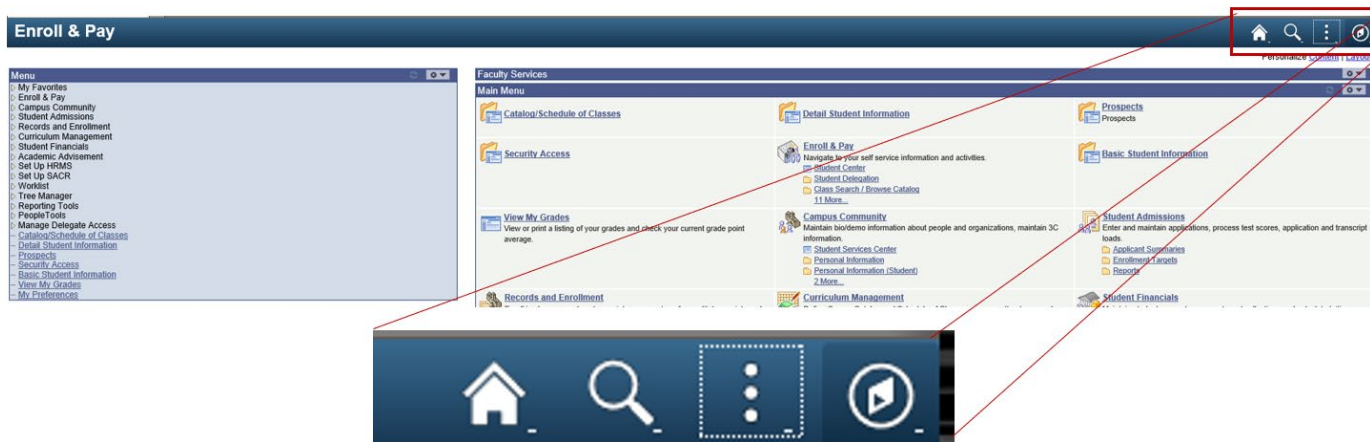 Enroll & Pay
Personalize Content | Layout
Menu
My Favorites
Enroll & Pay
Campus Community
Student Admissions
Records and Enrollment
Curriculum Management
Student Financials
Academic Advisement
Set Up HRMS
Set Up SACR
Worklist
Tree Manager
Reporting Tools
PeopleTools
Manage Delegate Access
Catalog/Schedule of Classes
Detail Student Information
Prospects
Security Access
Basic Student Information
View My Grades
My Preferences
Faculty Services
Main Menu
Catalog/Schedule of Classes
Detail Student Information
Prospects
Prospects
Security Access
Enroll & Pay
Navigate to your self service information and activities.
Student Center
Student Delegation
Class Search / Browse Catalog
11 More...
Basic Student Information
View My Grades
View or print a listing of your grades and check your current grade point
average.
Campus Community
Maintain bio/demo information about people and organizations, maintain 3C
information.
Student Services Center
Personal Information
Personal Information (Student)
2 More...
Student Admissions
Enter and maintain applications, process test scores, application and transcript
loads.
Applicant Summaries
Enrollment Targets
Reports
Records and Enrollment
Curriculum Management
Student Financials